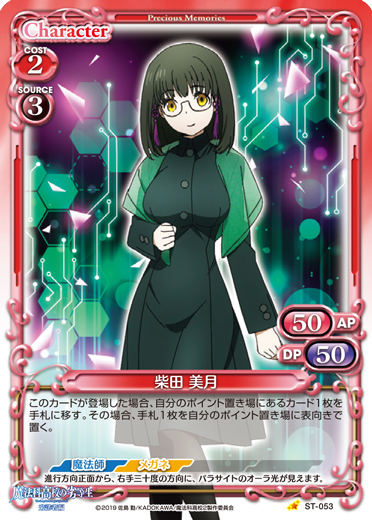 Precious Memories
Character
COST
2
SOURCE
3
50 AP
DP 50
柴田 美月
このカードが登場した場合、自分のポイント置き場にあるカード1枚を
手札に移す。その場合、手札1枚を自分のポイント置き場に表向きで
置く。
魔法師 メガネ
進行方向正面から、右手三十度の方向に、パラサイトのオーラ光が見えます。
魔法科高校の劣等生
©2019 佐島 勤/KADOKAWA/魔法科高校2製作委員会
ST-053